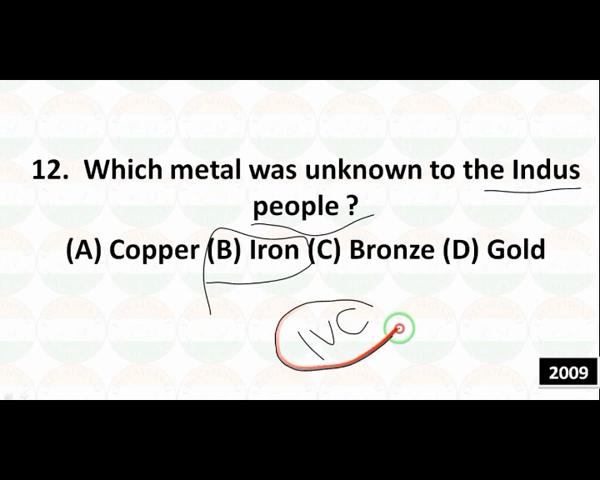 12. Which metal was unknown to the Indus
people ?
(A) Copper (B) Iron (C) Bronze (D) Gold
IVC
2009